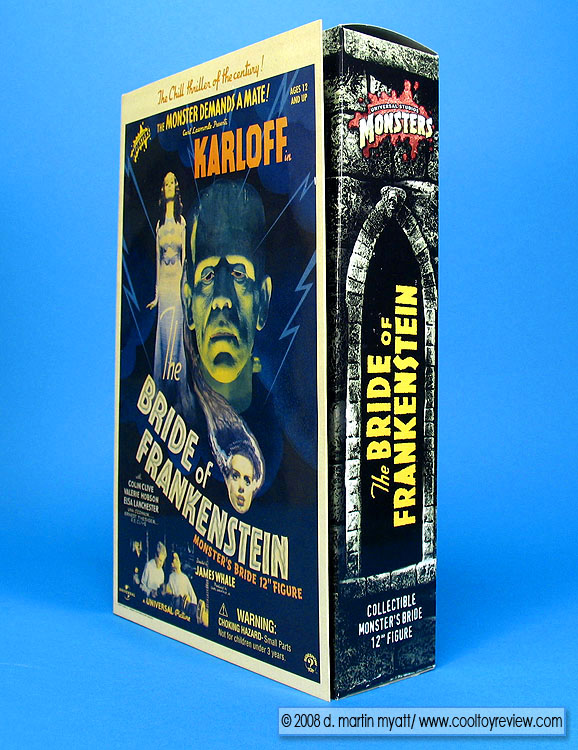 The Chill thriller of the century!
THE MONSTER DEMANDS A MATE!
AGES 12
AND UP
Carl Laemmle Presents
KARLOFF in
The
BRIDE of
FRANKENSTEIN
with
COLIN CLIVE
VALERIE HOBSON
ELSA LANCHESTER
MONSTER'S BRIDE 12" FIGURE
JAMES WHALE
A UNIVERSAL Picture
WARNING:
CHOKING HAZARD- Small Parts
Not for children under 3 years.
UNIVERSAL STUDIOS
MONSTERS
The BRIDE OF
FRANKENSTEIN
COLLECTIBLE
MONSTER'S BRIDE
12" FIGURE
© 2008 d. martin myatt/ www.cooltoyreview.com